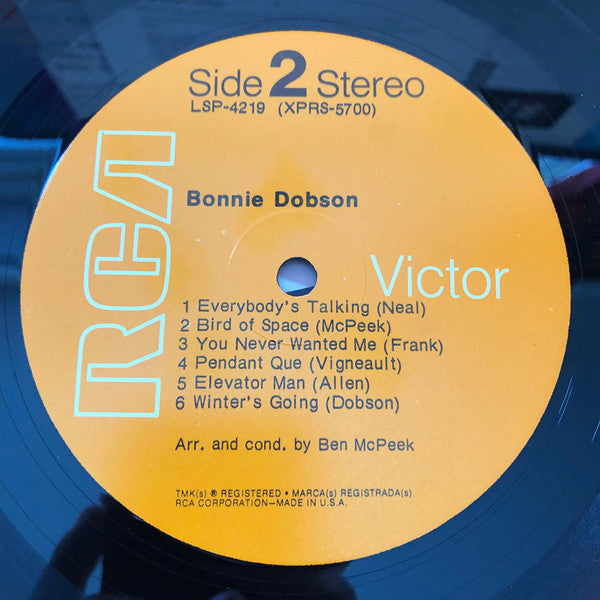 Side 2 Stereo
LSP-4219 (XPRS-5700)
RCA
Bonnie Dobson
Victor
1 Everybody's Talking (Neal)
2 Bird of Space (McPeek)
3 You Never Wanted Me (Frank)
4 Pendant Que (Vigneault)
5 Elevator Man (Allen)
6 Winter's Going (Dobson)
Arr. and cond. by Ben McPeek
TMK(s) ® REGISTERED • MARCA(s) REGISTRADA(s)
RCA CORPORATION—MADE IN U.S.A.